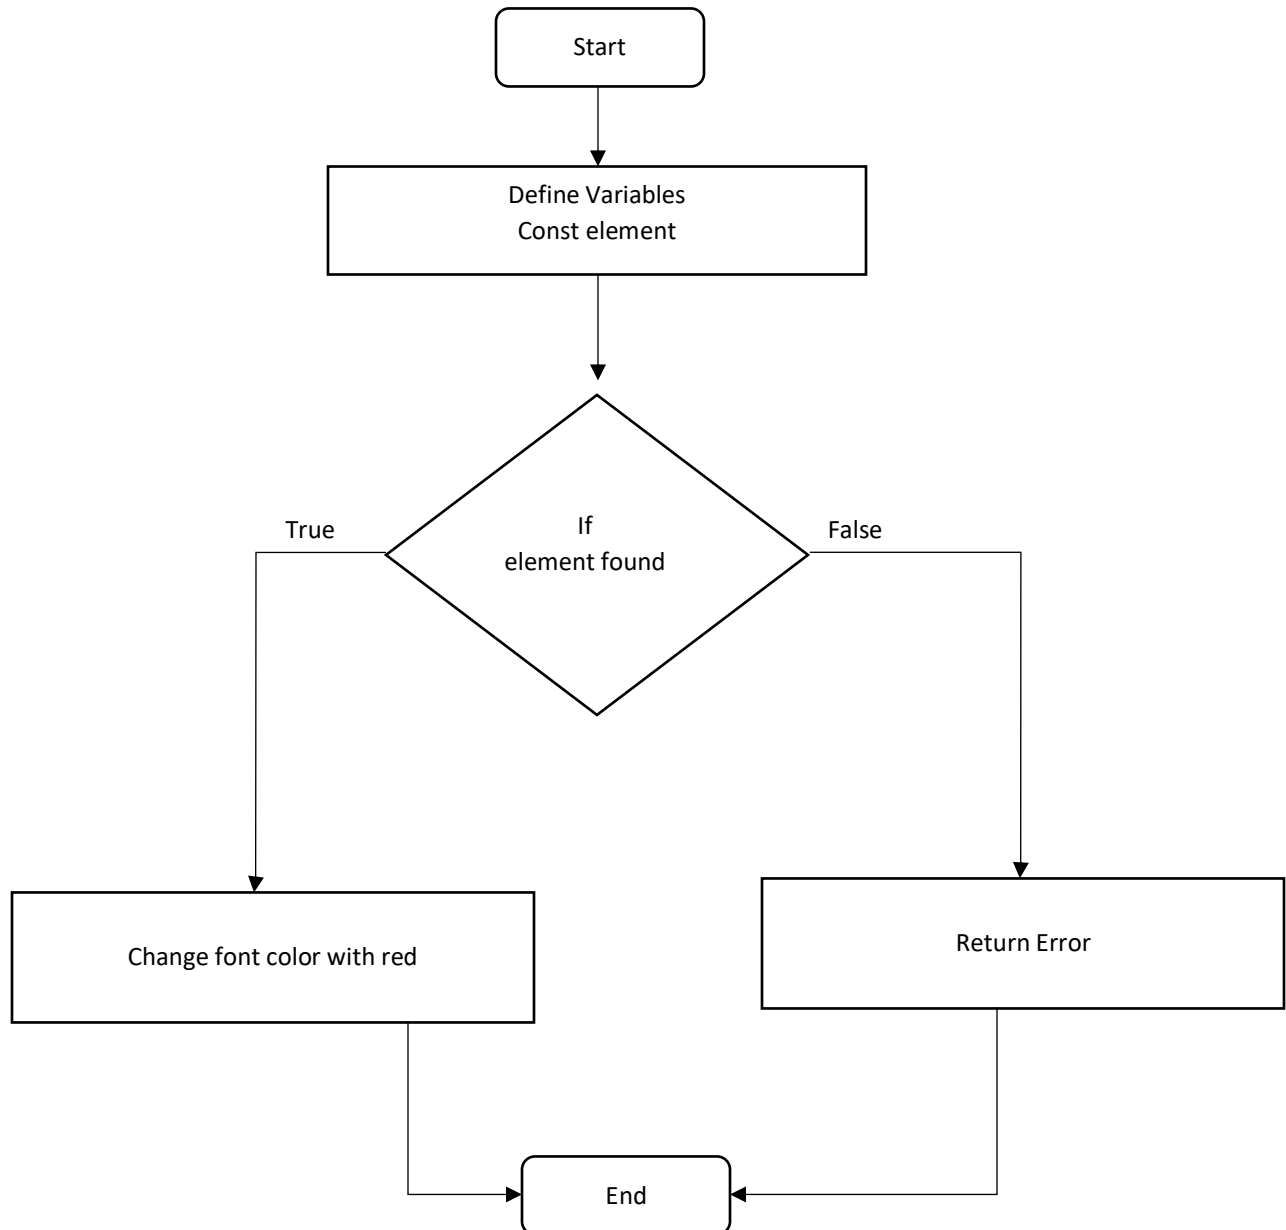 Start
Define Variables
Const element
If
element found
True
False
Change font color with red
Return Error
End